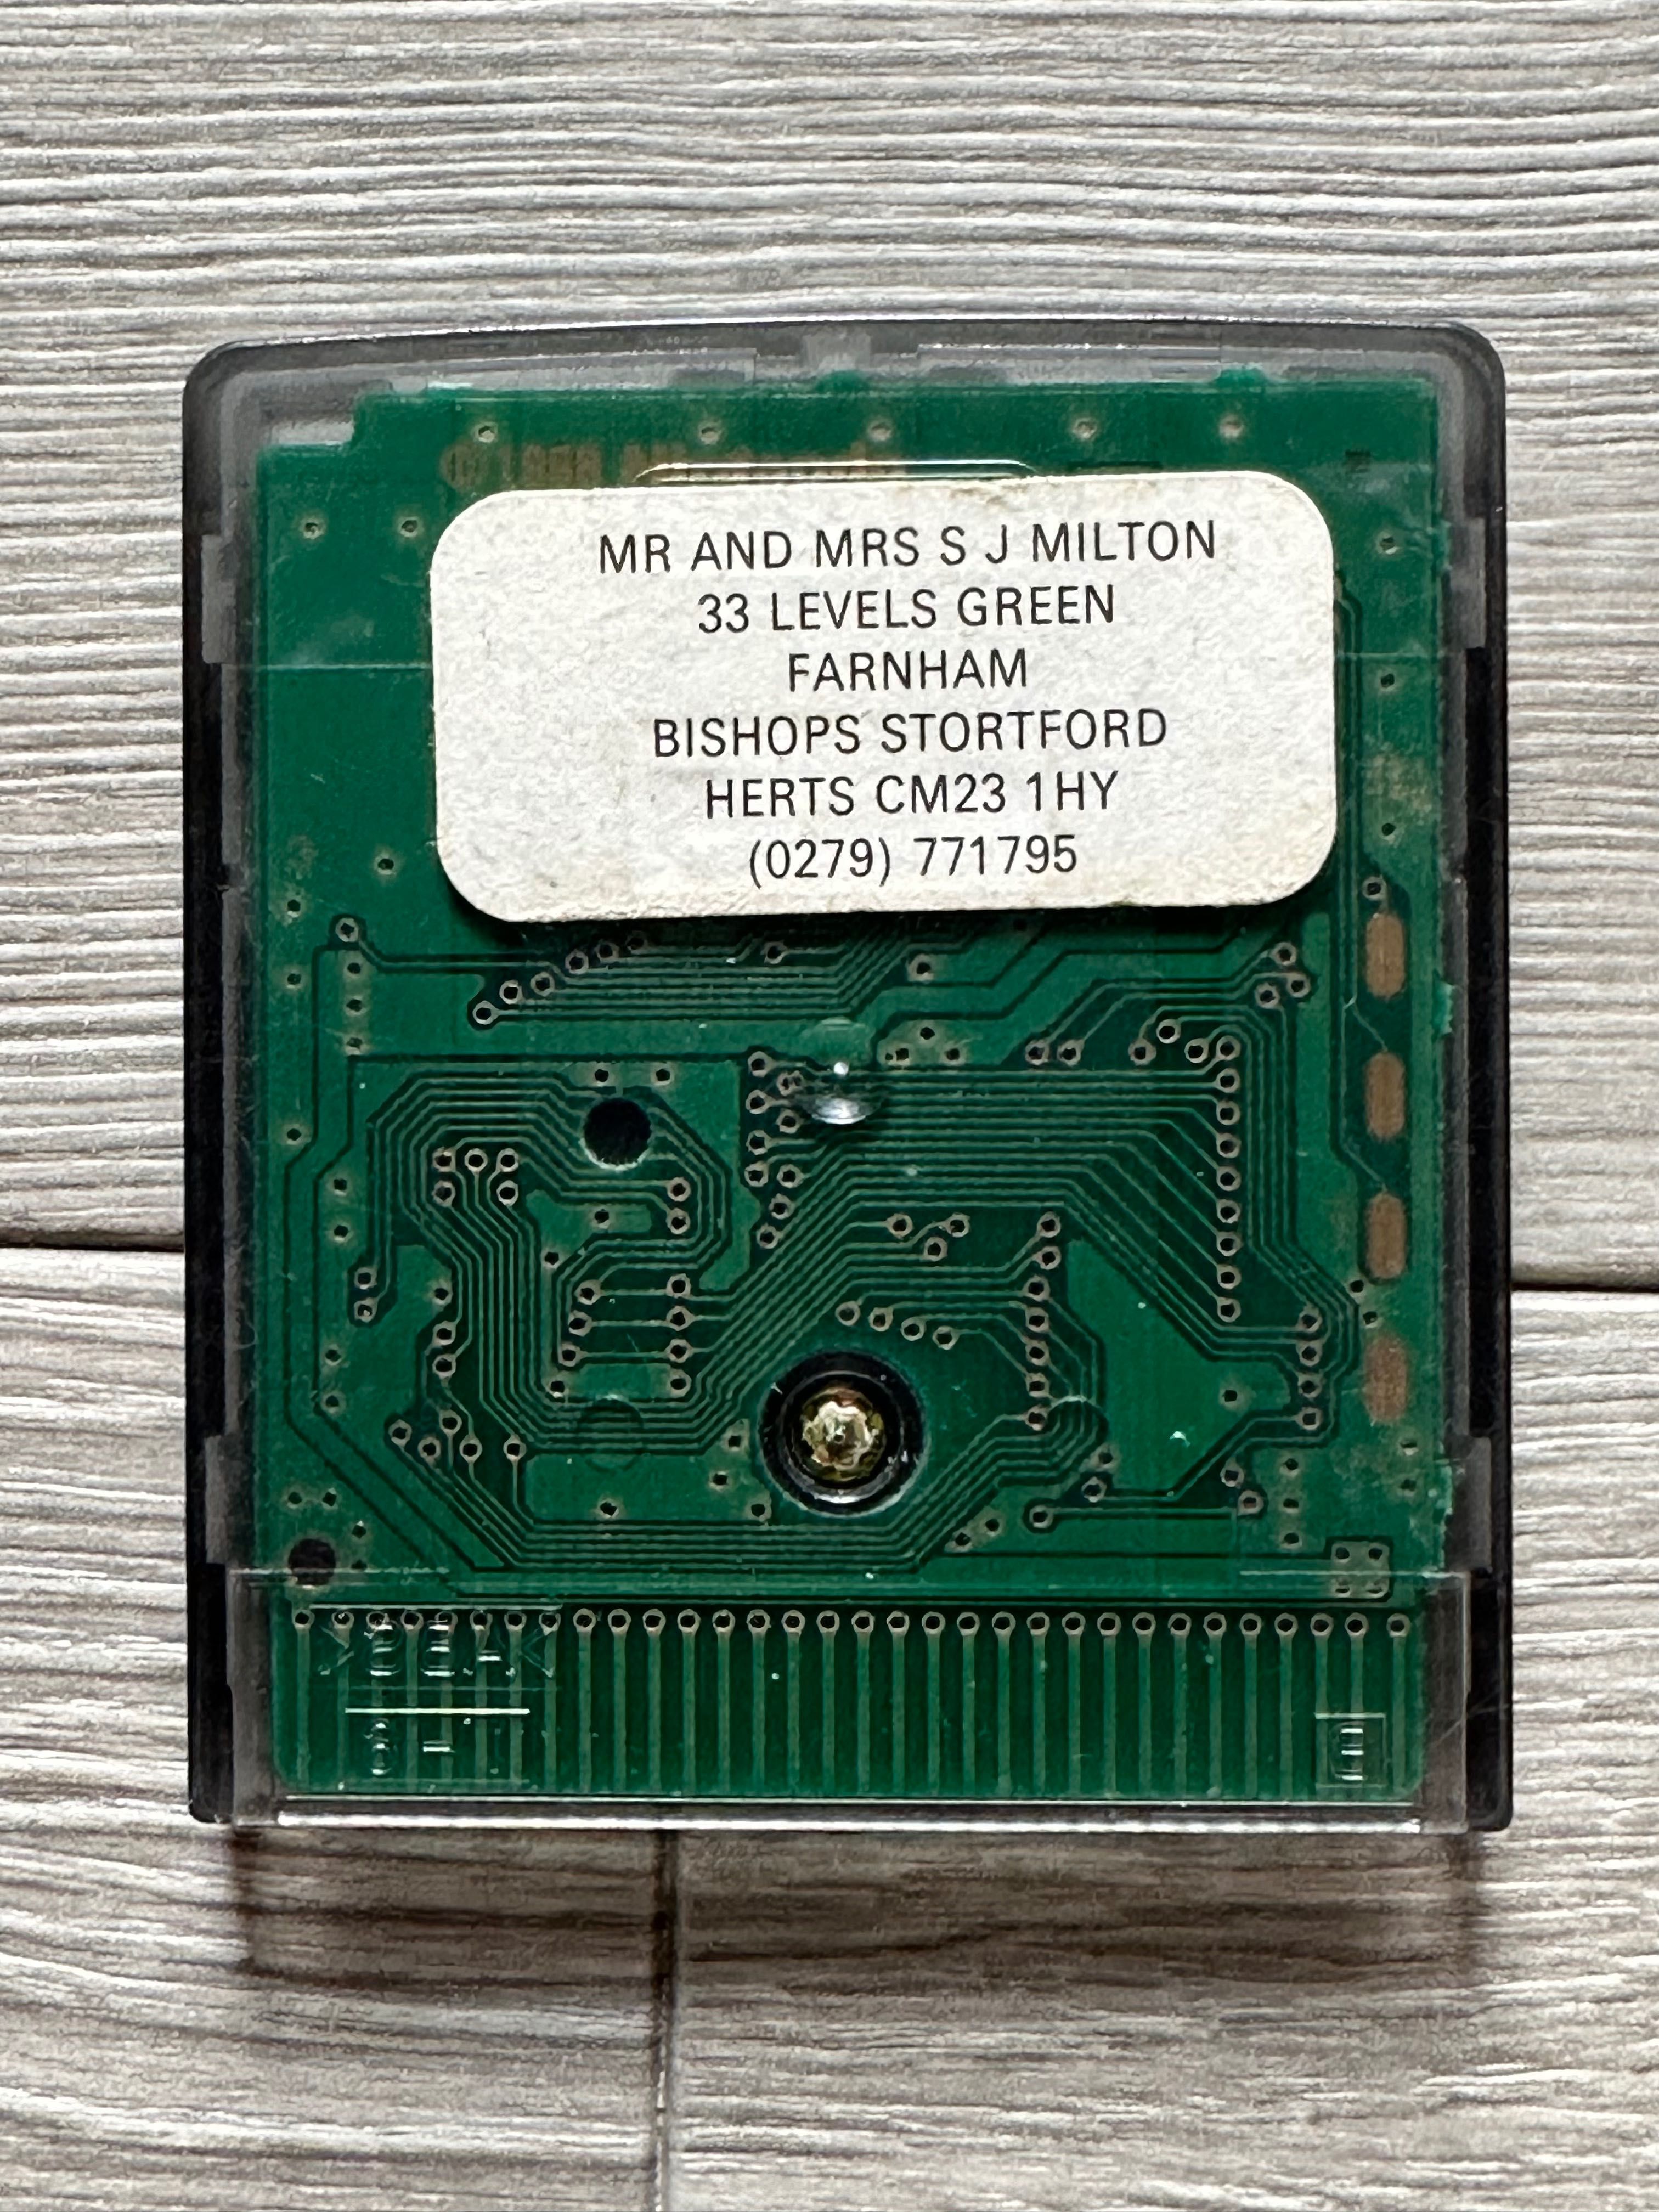 MR AND MRS S J MILTON
33 LEVELS GREEN
FARNHAM
BISHOPS STORTFORD
HERTS CM23 1HY
(0279) 771795